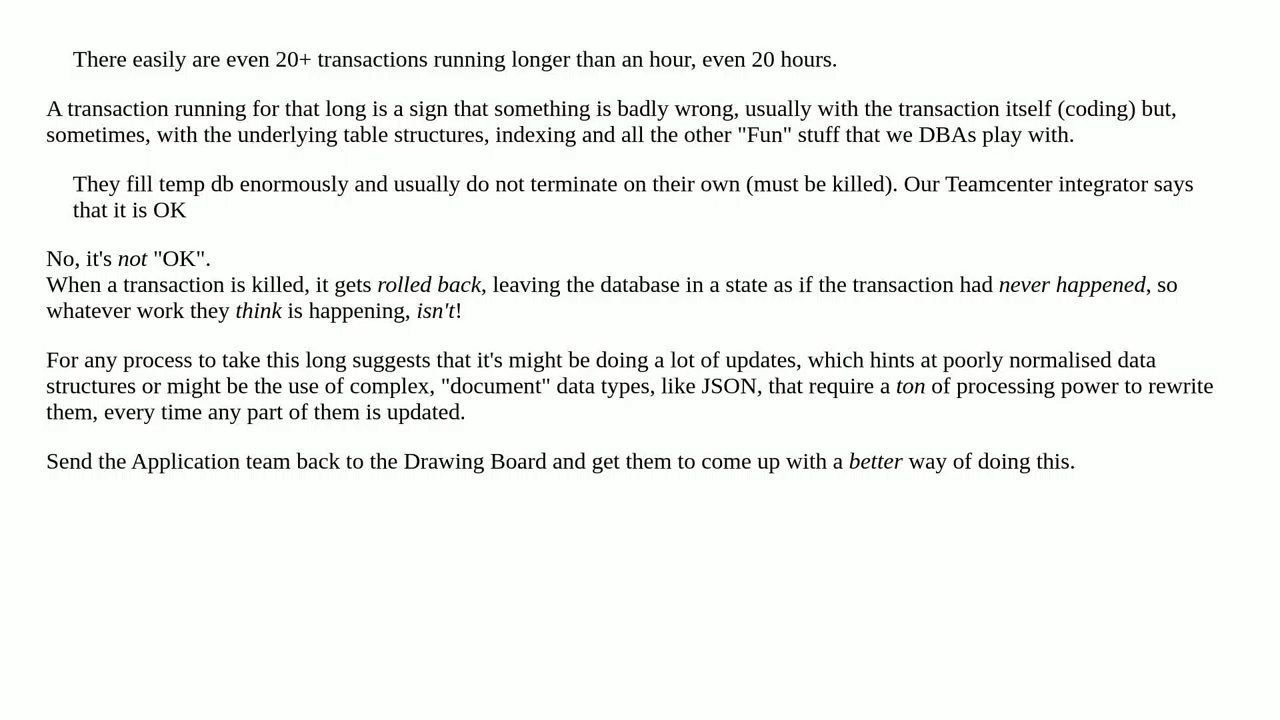 There easily are even 20+ transactions running longer than an hour, even 20 hours.
A transaction running for that long is a sign that something is badly wrong, usually with the transaction itself (coding) but,
sometimes, with the underlying table structures, indexing and all the other "Fun" stuff that we DBAs play with.
They fill temp db enormously and usually do not terminate on their own (must be killed). Our Teamcenter integrator says
that it is OK
No, it's not "OK".
When a transaction is killed, it gets rolled back, leaving the database in a state as if the transaction had never happened, so
whatever work they think is happening, isn't!
For any process to take this long suggests that it's might be doing a lot of updates, which hints at poorly normalised data
structures or might be the use of complex, "document" data types, like JSON, that require a ton of processing power to rewrite
them, every time any part of them is updated.
Send the Application team back to the Drawing Board and get them to come up with a better way of doing this.